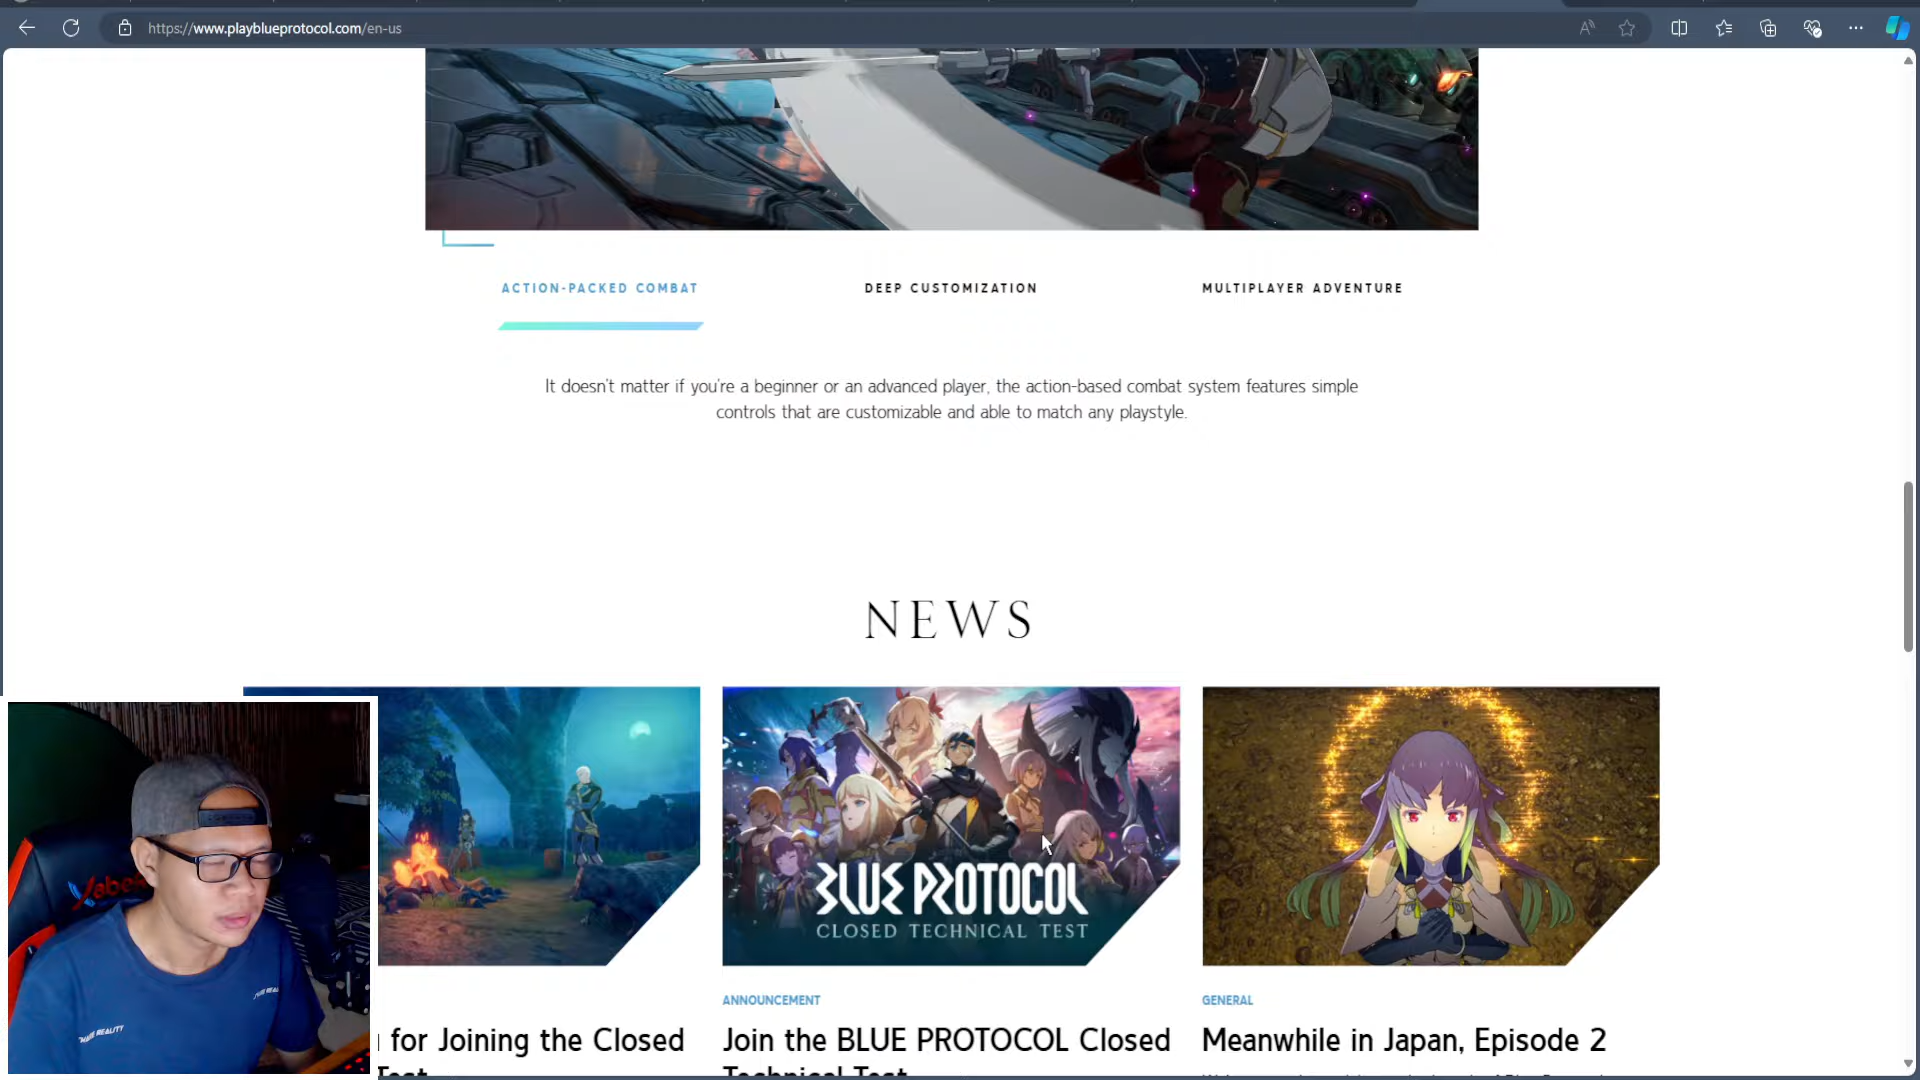 https://www.playblueprotocol.com/en-us
ACTION-PACKED COMBAT
DEEP CUSTOMIZATION
MULTIPLAYER ADVENTURE
It doesn't matter if you're a beginner or an advanced player, the action-based combat system features simple
controls that are customizable and able to match any playstyle.
NEWS
BLUE PROTOCOL
CLOSED TECHNICAL TEST
ANNOUNCEMENT
GENERAL
for Joining the Closed
Test
Join the BLUE PROTOCOL Closed
Technical Test
Meanwhile in Japan, Episode 2